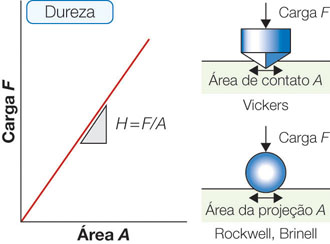 Dureza
Carga F
H=F/A
Área A
Carga F
Área de contato A
Vickers
Carga F
Área da projeção A
Rockwell, Brinell